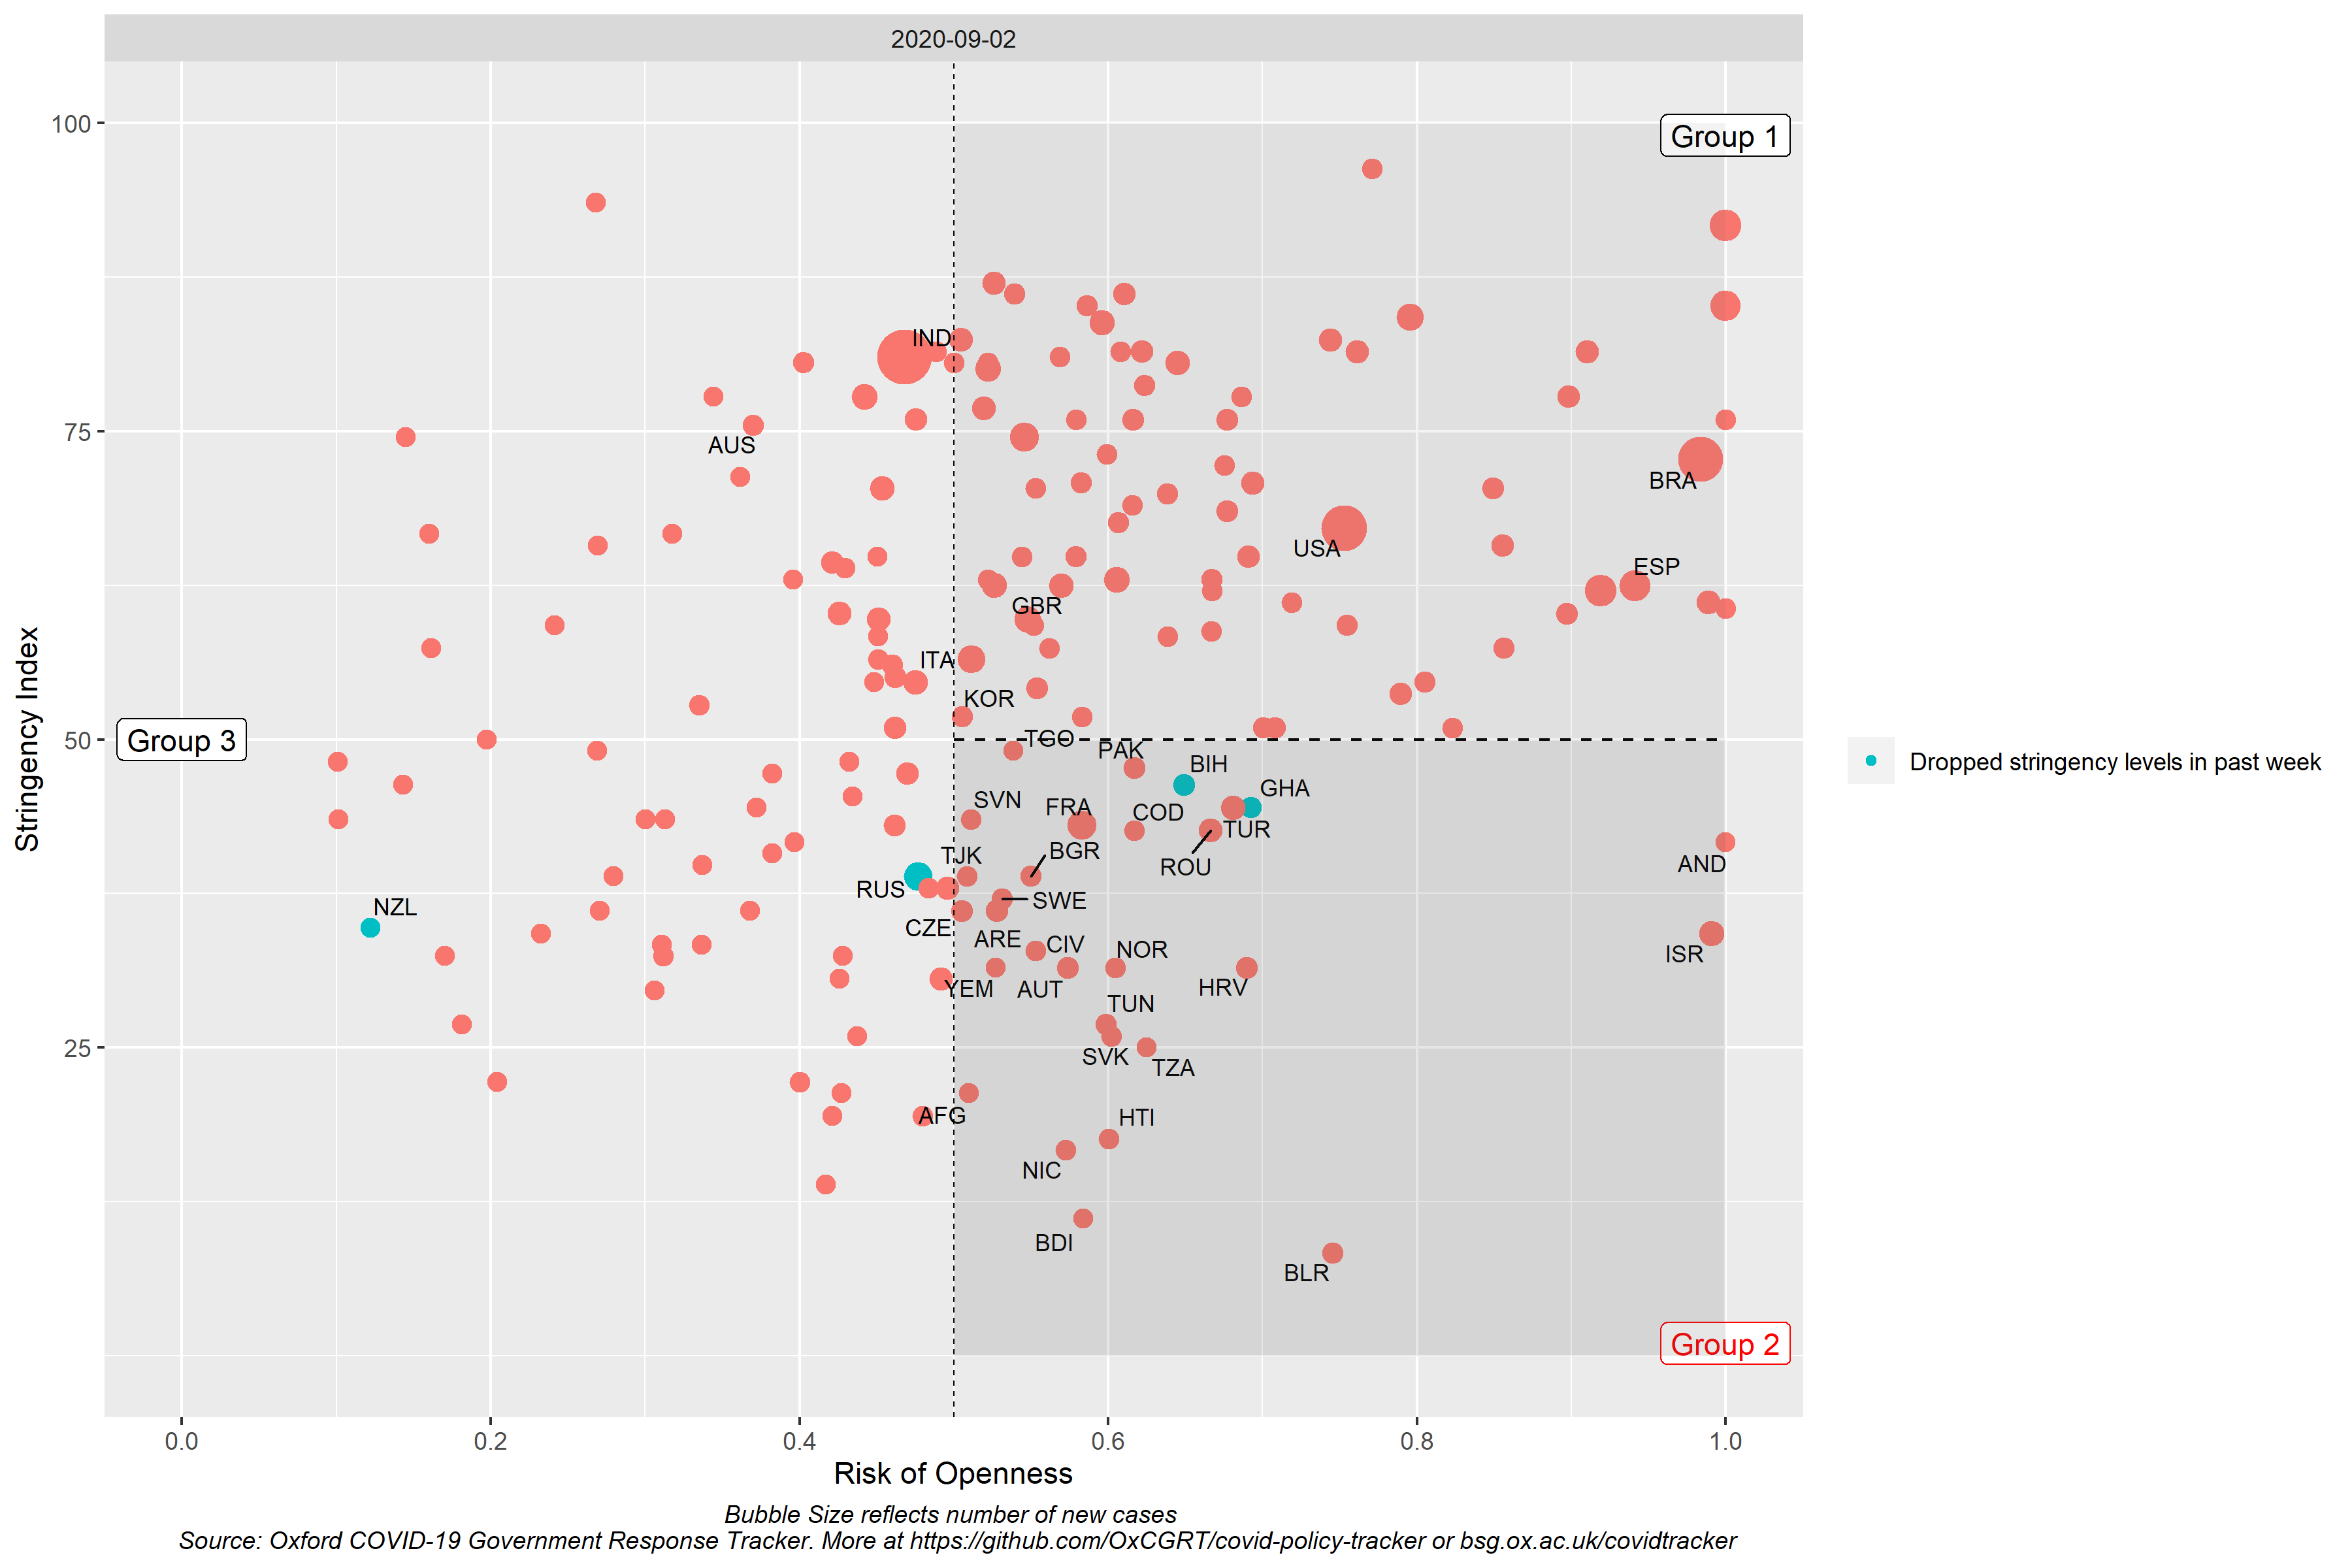 2020-09-02
100
Group 1
IND
75
AUS
BRA
USA
ESP
GBR
ITA
KOR
Stringency Index
50
Group 3
TGO
PAK
BIH
Dropped stringency levels in past week
GHA
SVN
FRA
COD
TUR
BGR
TJK
ROU
AND
RUS
SWE
NZL
CZE
ARE
CIV
NOR
ISR
YEM
AUT
HRV
TUN
25
SVK
TZA
AFG
HTI
NIC
BDI
BLR
Group 2
0.0 0.2 0.4 0.6 0.8 1.0
Risk of Openness
Bubble Size reflects number of new cases
Source: Oxford COVID-19 Government Response Tracker. More at https://github.com/OxCGRT/covid-policy-tracker or bsg.ox.ac.uk/covidtracker